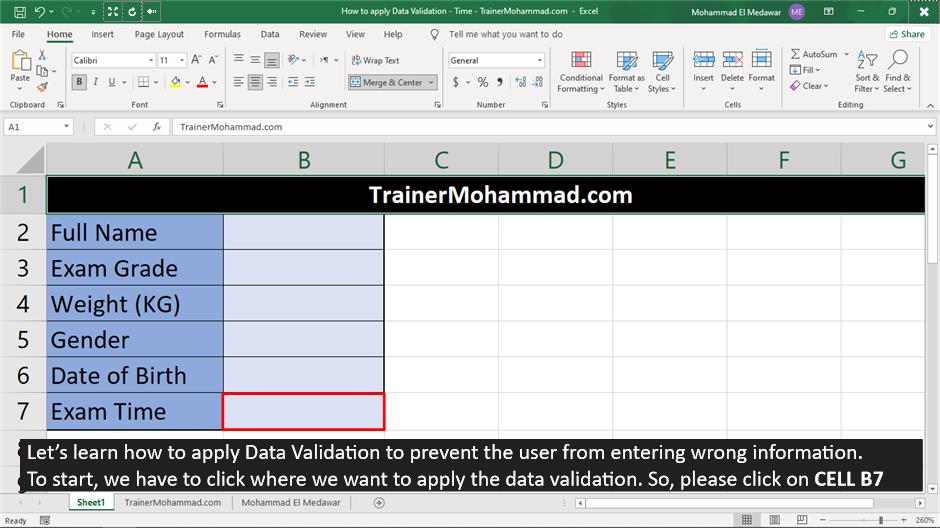 How to apply Data Validation - Time - TrainerMohammad.com - Excel
Mohammad El Medawar ME
File Home Insert Page Layout Formulas Data Review View Help Tell me what you want to do Share
Calibri 11 Wrap Text $ General AutoSum
Paste B I U Merge & Center $ % Conditional Formatting Format as Table Cell Styles Insert Delete Format Fill Clear Sort & Filter Find & Select
Clipboard Font Alignment Number Styles Cells Editing
A1 fx TrainerMohammad.com
A B C D E F G
1 TrainerMohammad.com
2 Full Name
3 Exam Grade
4 Weight (KG)
5 Gender
6 Date of Birth
7 Exam Time
Let's learn how to apply Data Validation to prevent the user from entering wrong information.
To start, we have to click where we want to apply the data validation. So, please click on CELL B7
Sheet1 TrainerMohammad.com Mohammad El Medawar
Ready 260%